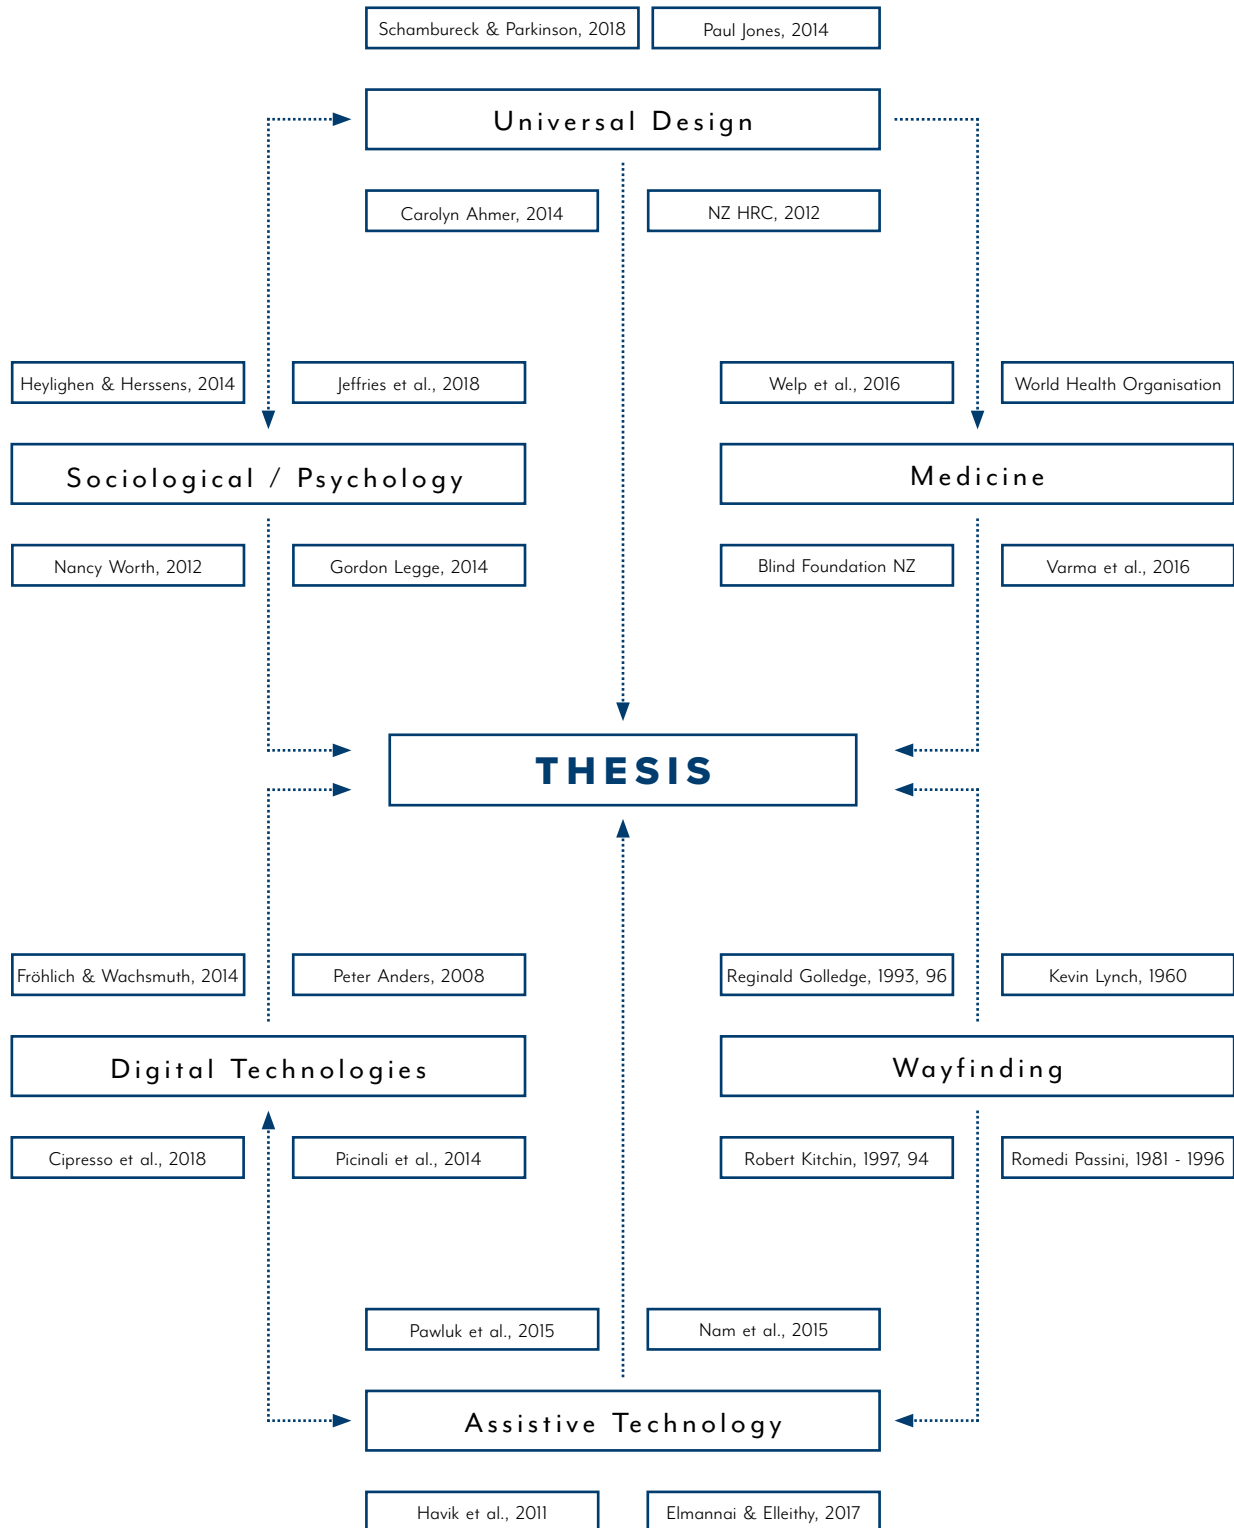 Schambureck & Parkinson, 2018
Paul Jones, 2014
Universal Design
Carolyn Ahmer, 2014
NZ HRC, 2012
Heylighen & Herssens, 2014
Jeffries et al., 2018
Welp et al., 2016
World Health Organisation
Sociological / Psychology
Medicine
Nancy Worth, 2012
Gordon Legge, 2014
Blind Foundation NZ
Varma et al., 2016
THESIS
Fröhlich & Wachsmuth, 2014
Peter Anders, 2008
Reginald Golledge, 1993, 96
Kevin Lynch, 1960
Digital Technologies
Wayfinding
Cipresso et al., 2018
Picinali et al., 2014
Robert Kitchin, 1997, 94
Romedi Passini, 1981 - 1996
Pawluk et al., 2015
Nam et al., 2015
Assistive Technology
Havik et al., 2011
Elmannai & Elleithy, 2017